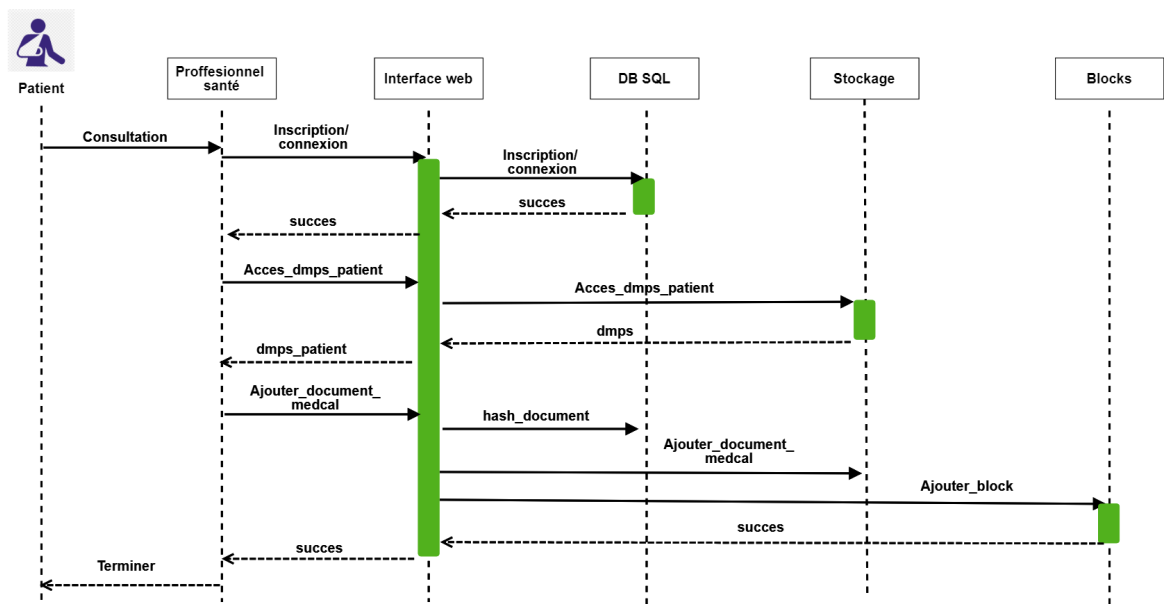 Patient
Proffesionnel
santé
Interface web
DB SQL
Stockage
Blocks
Consultation
Inscription/
connexion
Inscription/
connexion
succes
succes
Acces_dmps_patient
Acces_dmps_patient
dmps
dmps_patient
Ajouter_document_
medcal
hash_document
Ajouter_document_
medcal
Ajouter_block
succes
succes
Terminer